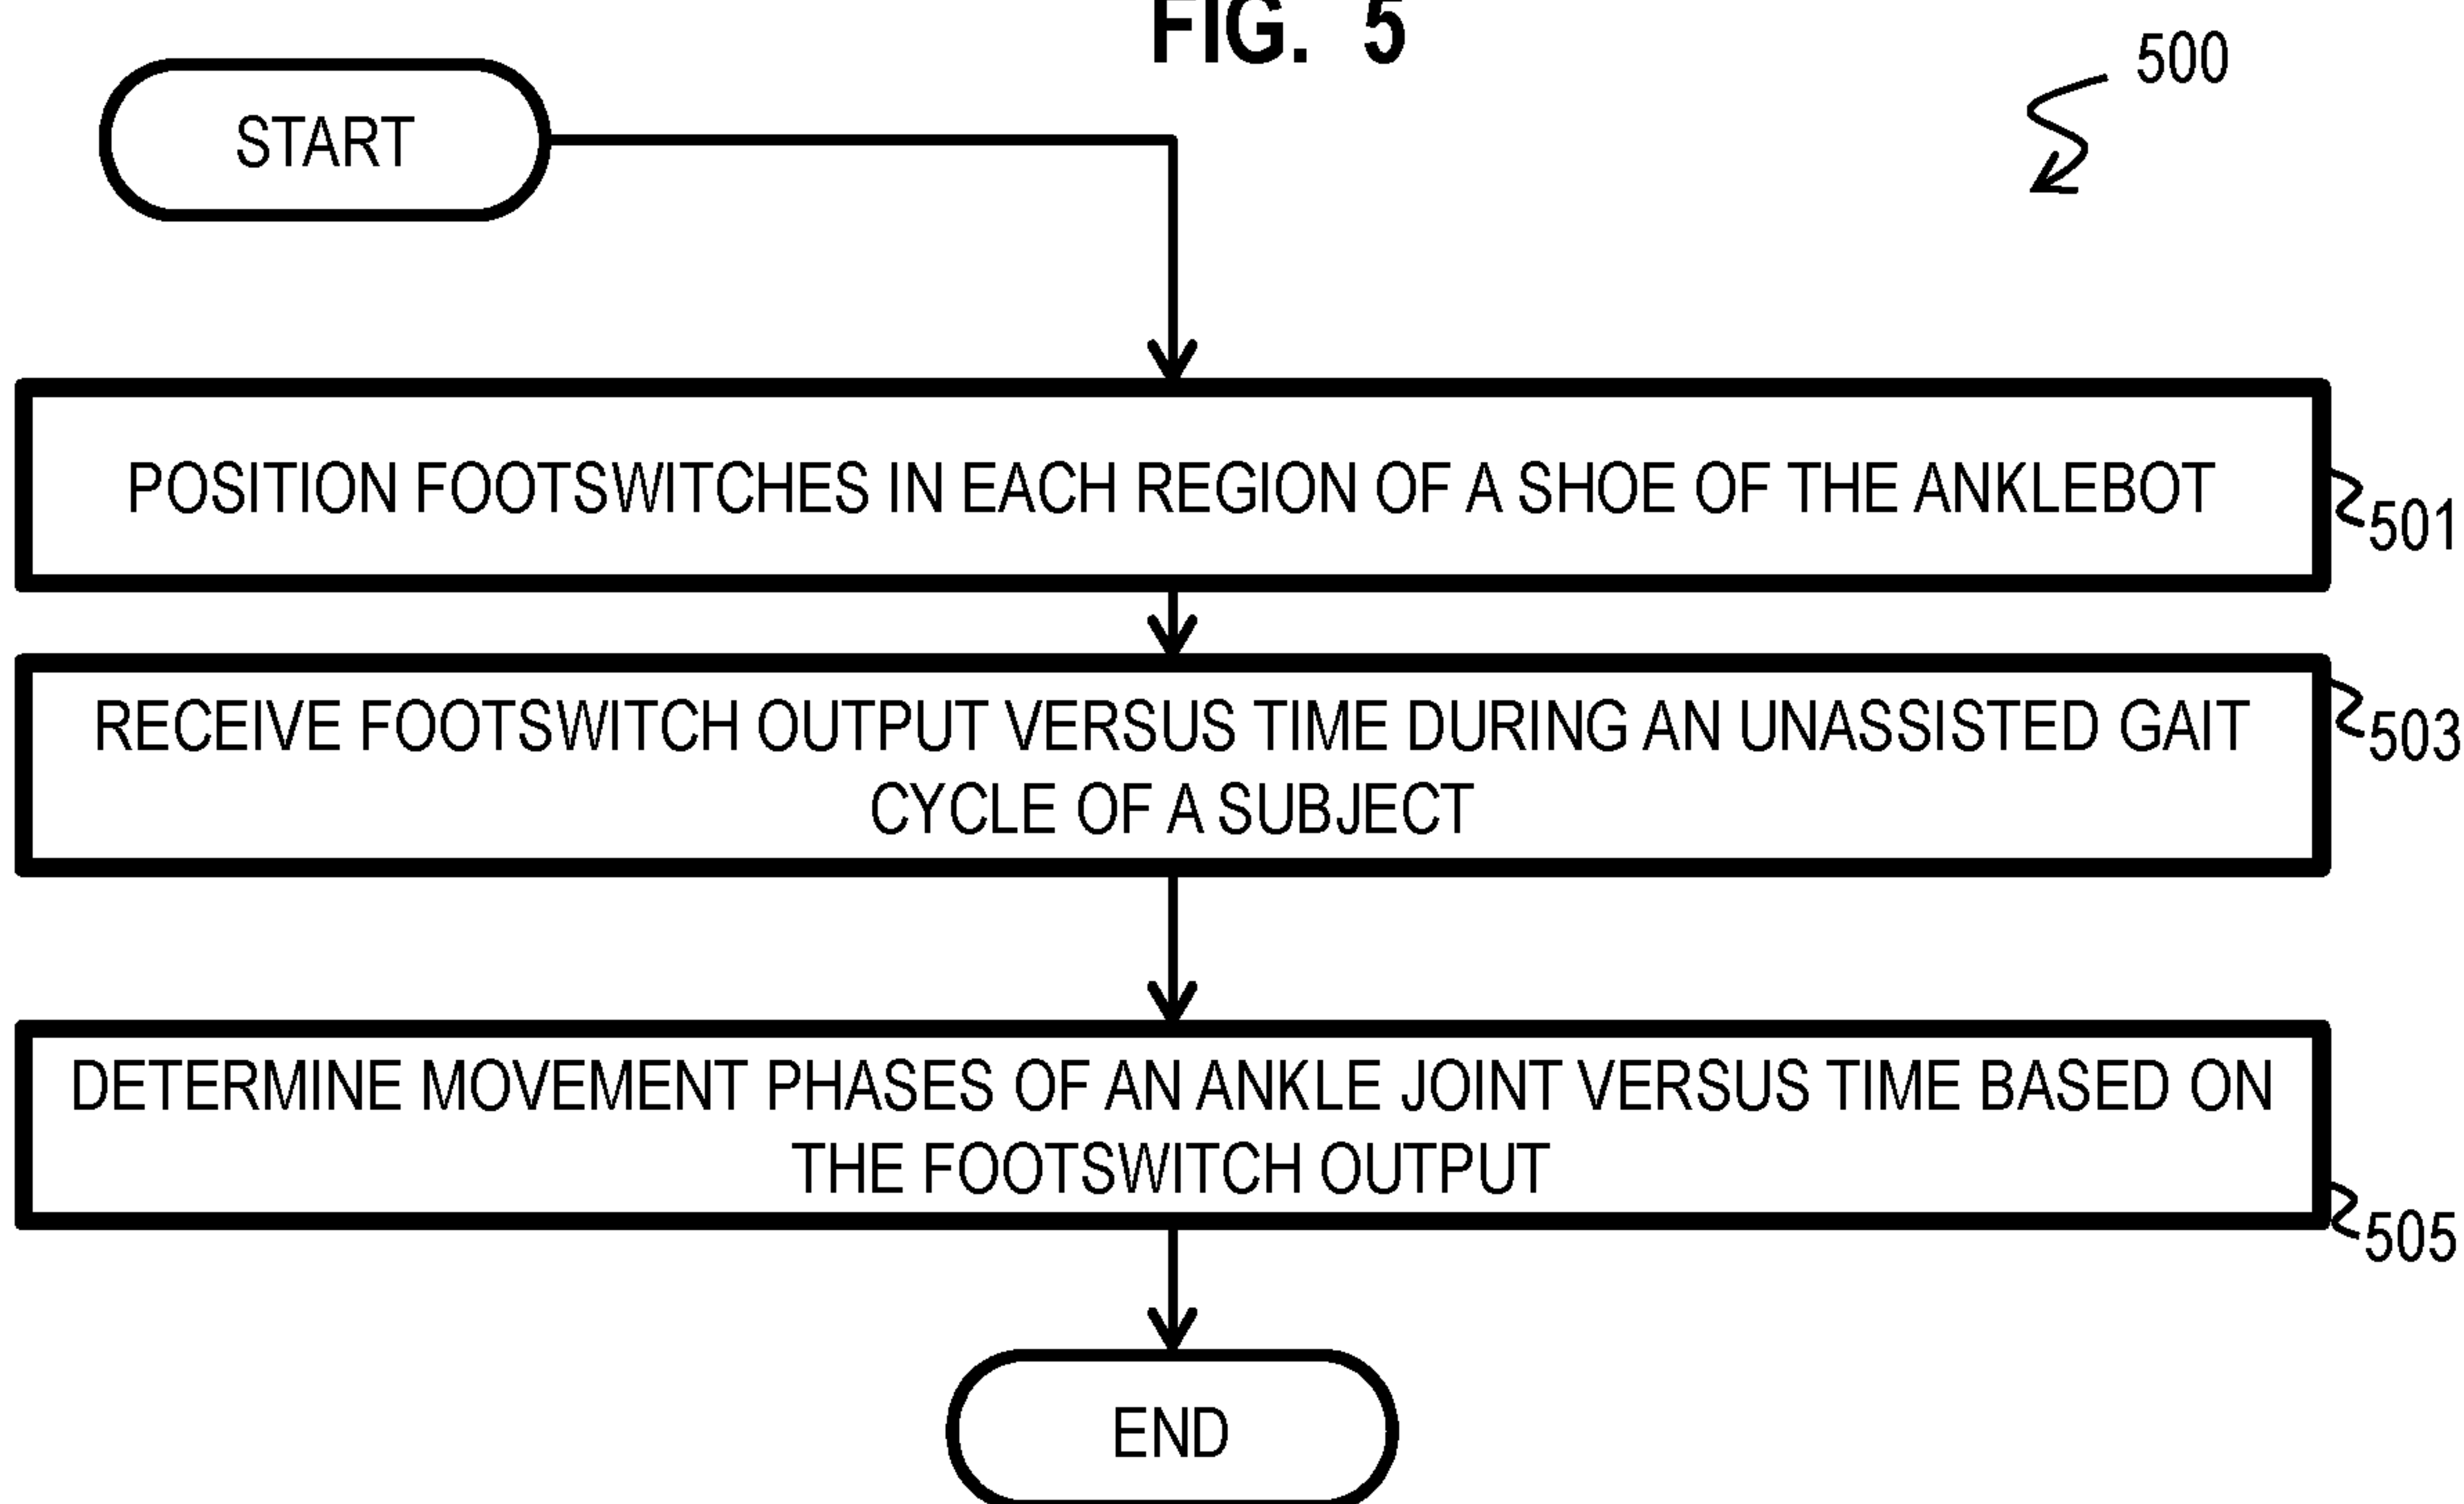 FIG. 5
500
START
POSITION FOOTSWITCHES IN EACH REGION OF A SHOE OF THE ANKLEBOT
501
RECEIVE FOOTSWITCH OUTPUT VERSUS TIME DURING AN UNASSISTED GAIT
CYCLE OF A SUBJECT
503
DETERMINE MOVEMENT PHASES OF AN ANKLE JOINT VERSUS TIME BASED ON
THE FOOTSWITCH OUTPUT
505
END